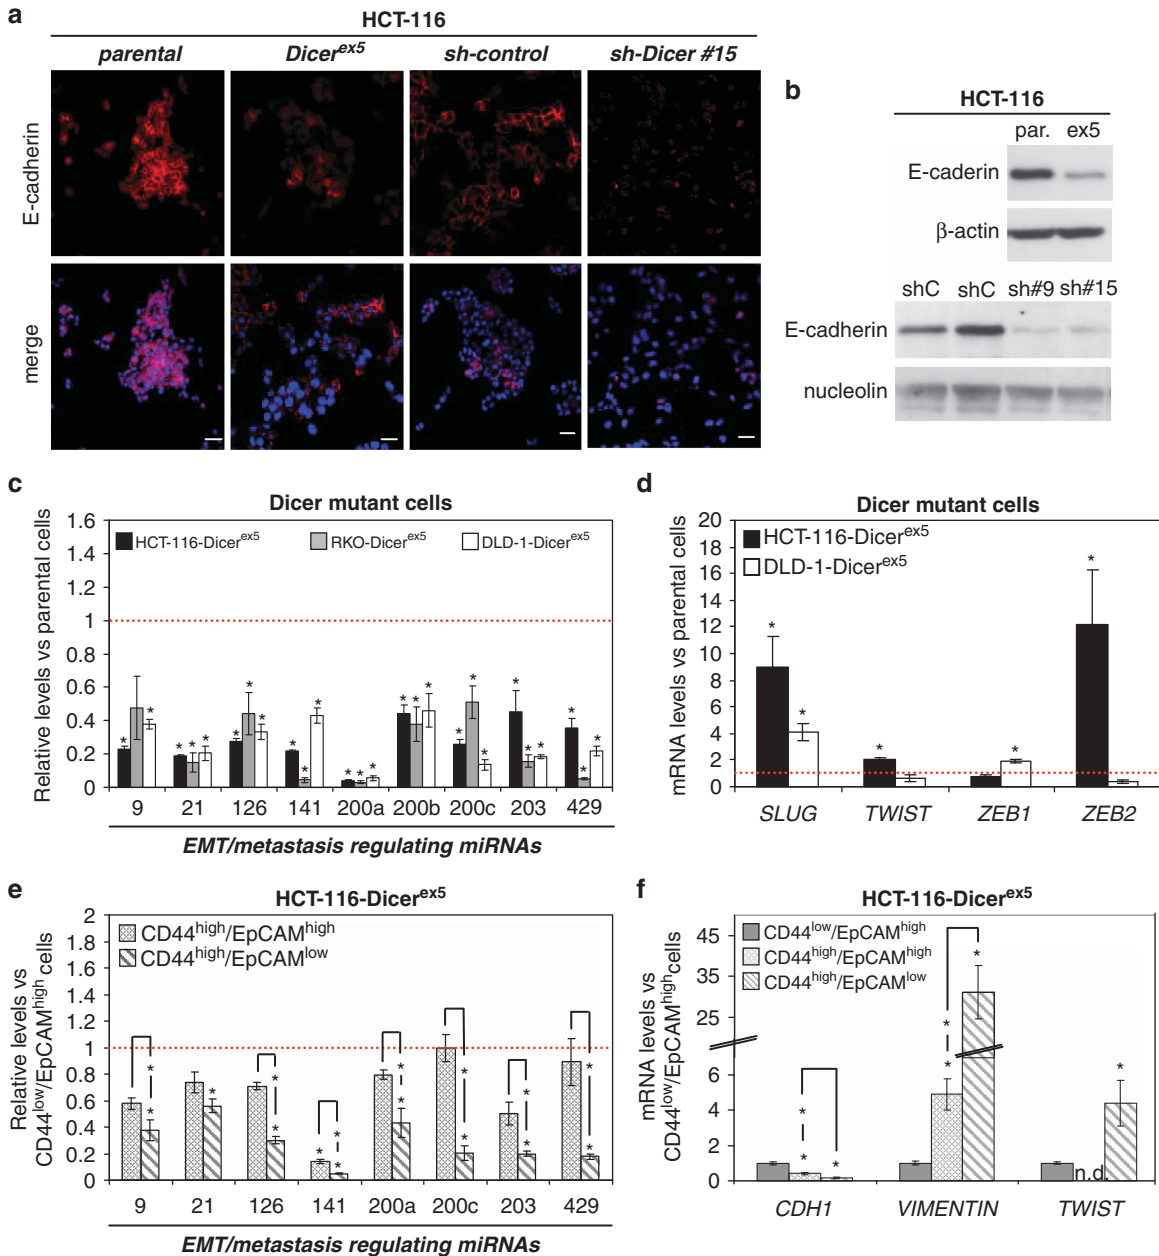 a
HCT-116
parental Dicer^ex5 sh-control sh-Dicer #15
E-cadherin
merge
b
HCT-116
par. ex5
E-caderin
β-actin
shC shC sh#9 sh#15
E-cadherin
nucleolin
c
Dicer mutant cells
Relative levels vs parental cells
1.6
1.4
1.2
1
0.8
0.6
0.4
0.2
0
HCT-116-Dicer^ex5 RKO-Dicer^ex5 DLD-1-Dicer^ex5
* * * * * * * * * * * * * * * * * * * * * * * *
9 21 126 141 200a 200b 200c 203 429
EMT/metastasis regulating miRNAs
d
Dicer mutant cells
mRNA levels vs parental cells
20
18
16
14
12
10
8
6
4
2
0
HCT-116-Dicer^ex5
DLD-1-Dicer^ex5
* * * * *
SLUG TWIST ZEB1 ZEB2
e
HCT-116-Dicer^ex5
Relative levels vs
CD44^low/EpCAM^high cells
2
1.8
1.6
1.4
1.2
1
0.8
0.6
0.4
0.2
0
CD44^high/EpCAM^high
CD44^high/EpCAM^low
* * * * * * * * * * * * * * * *
9 21 126 141 200a 200c 203 429
EMT/metastasis regulating miRNAs
f
HCT-116-Dicer^ex5
mRNA levels vs
CD44^low/EpCAM^high cells
45
35
25
6
4
2
0
CD44^low/EpCAM^high
CD44^high/EpCAM^high
CD44^high/EpCAM^low
* * * * * * *
n.d.
CDH1 VIMENTIN TWIST